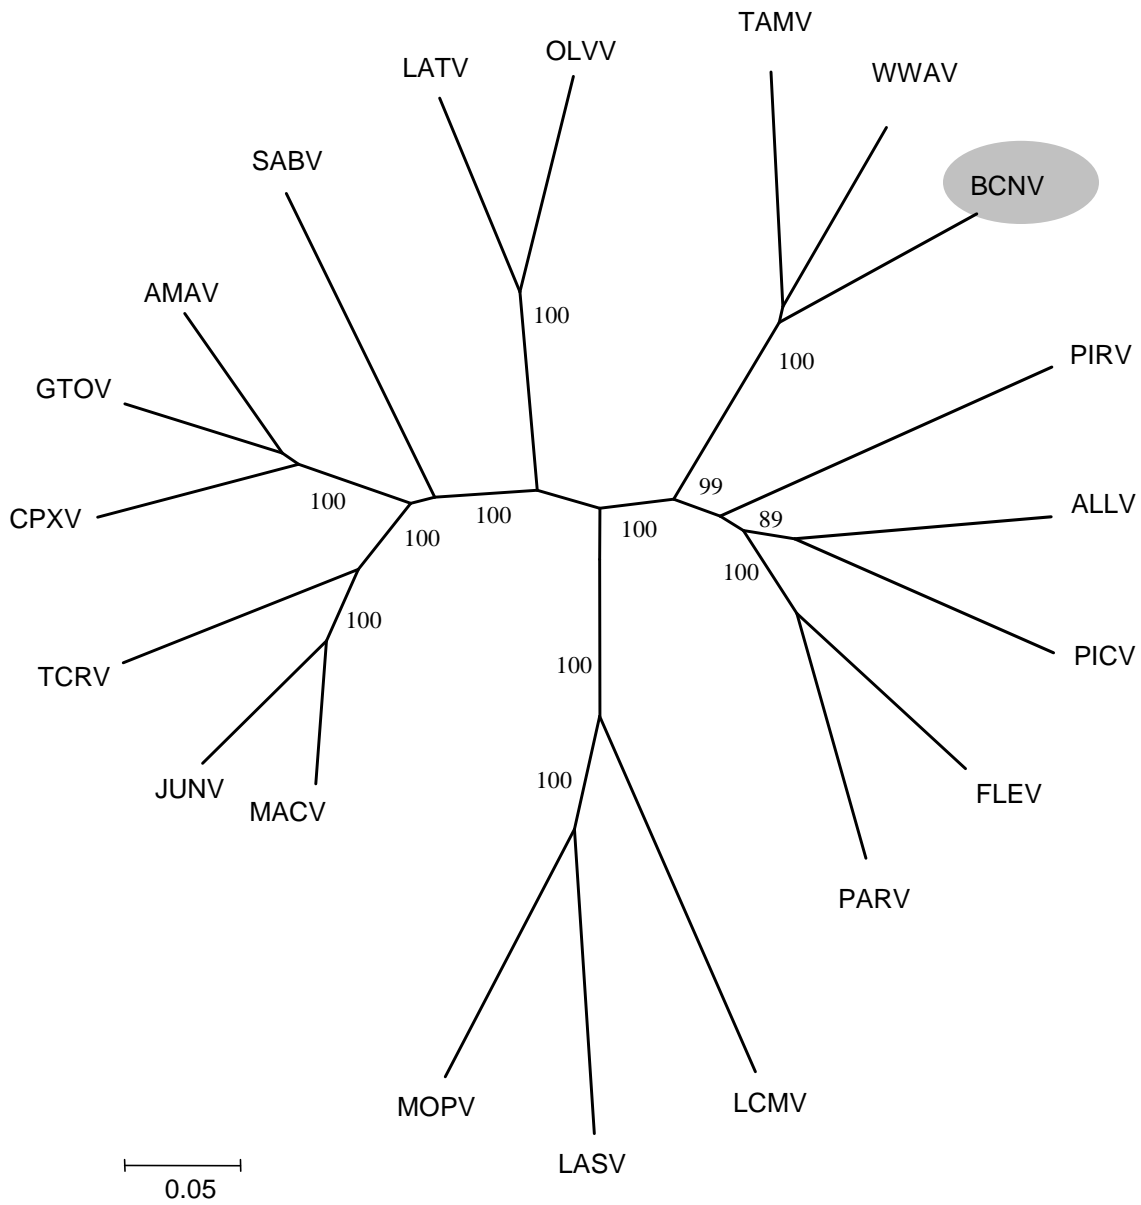 TAMV
OLVV
LATV
WWAV
SABV
BCNV
AMAV
100
PIRV
100
GTOV
99
100
ALLV
CPXV
100
89
100
100
100
100
100
PICV
100
TCRV
100
JUNV
FLEV
MACV
PARV
LCMV
MOPV
LASV
0.05